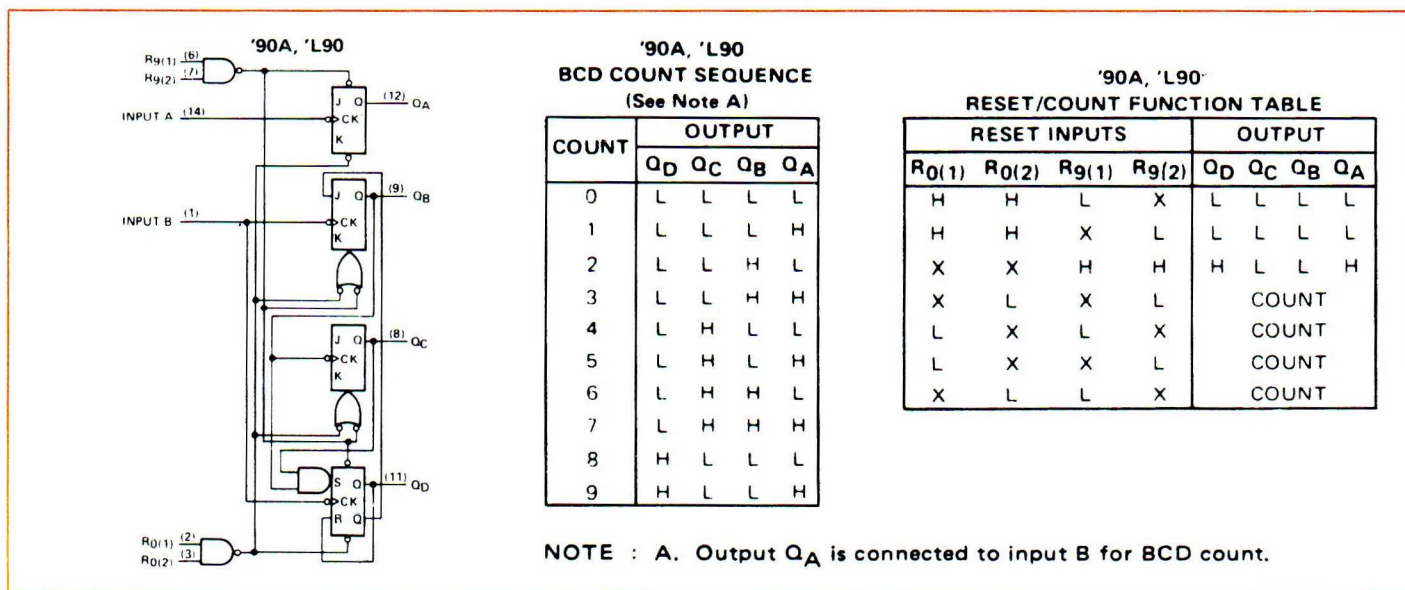 '90A, 'L90
R9(1) (6)
R9(2) (7)
J Q (12) QA
INPUT A (14) CK
K
J Q (9) QB
INPUT B (1) CK
K
J Q (8) QC
CK
K
S Q (11) QD
CK
R Q
R0(1) (2)
R0(2) (3)
'90A, 'L90
BCD COUNT SEQUENCE
(See Note A)
COUNT OUTPUT
QD QC QB QA
0 L L L L
1 L L L H
2 L L H L
3 L L H H
4 L H L L
5 L H L H
6 L H H L
7 L H H H
8 H L L L
9 H L L H
'90A, 'L90
RESET/COUNT FUNCTION TABLE
RESET INPUTS OUTPUT
R0(1) R0(2) R9(1) R9(2) QD QC QB QA
H H L X L L L L
H H X L L L L L
X X H H H L L H
X L X L COUNT
L X L X COUNT
L X X L COUNT
X L L X COUNT
NOTE : A. Output QA is connected to input B for BCD count.